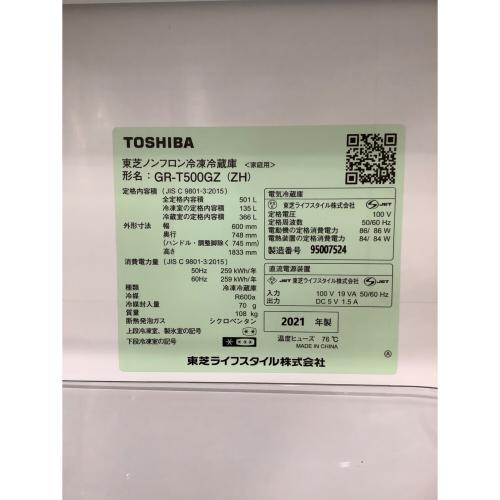 TOSHIBA
東芝ノンフロン冷凍冷蔵庫 <家庭用>
形名：GR-T500GZ (ZH)
定格内容積 (JIS C 9801-3:2015)
全定格内容積 501 L
冷凍室の定格内容積 135 L
冷蔵室の定格内容積 366 L
外形寸法 幅 600 mm
奥行 748 mm
(ハンドル・調整脚除く 745 mm)
高さ 1833 mm
消費電力量 (JIS C 9801-3:2015)
50Hz 259 kWh/年
60Hz 259 kWh/年
種類 冷凍冷蔵庫
冷媒 R600a
冷媒封入量 70 g
質量 108 kg
断熱発泡ガス シクロペンタン
上段冷凍室、製氷室の記号
下段冷凍室の記号
電気冷蔵庫
東芝ライフスタイル株式会社 JET
定格電圧 100 V
定格周波数 50/60 Hz
電動機の定格消費電力 86/ 86 W
電熱装置の定格消費電力 84/ 84 W
製造番号 95007524
直流電源装置
JET 東芝ライフスタイル株式会社
入力 100 V 19 VA 50/60 Hz
出力 DC 5 V 1.5 A
2021 年製
温度ヒューズ 76℃
MADE IN CHINA
Ⓐ
東芝ライフスタイル株式会社